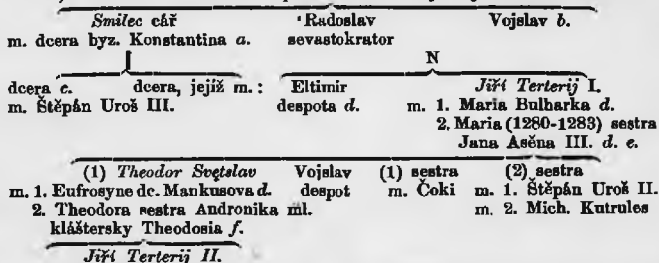 Smilec cář Radoslav Vojslav b.
m. dcera byz. Konstantina a. sevastokrator
N
dcera c. dcera, jejíž m.: Eltimir Jiří Terterij I.
m. Štěpán Uroš III. despota d. m. 1. Maria Bulharka d.
2. Maria (1280-1283) sestra
Jana Asěna III. d. e.
(1) Theodor Svętslav Vojslav (1) sestra (2) sestra
m. 1. Eufrosyne dc. Mankusova d. despot m. Čoki m. 1. Štěpán Uroš II.
2. Theodora sestra Andronika ml. m. 2. Mich. Kutrules
kláštersky Theodosia f.
Jiří Terterij II.